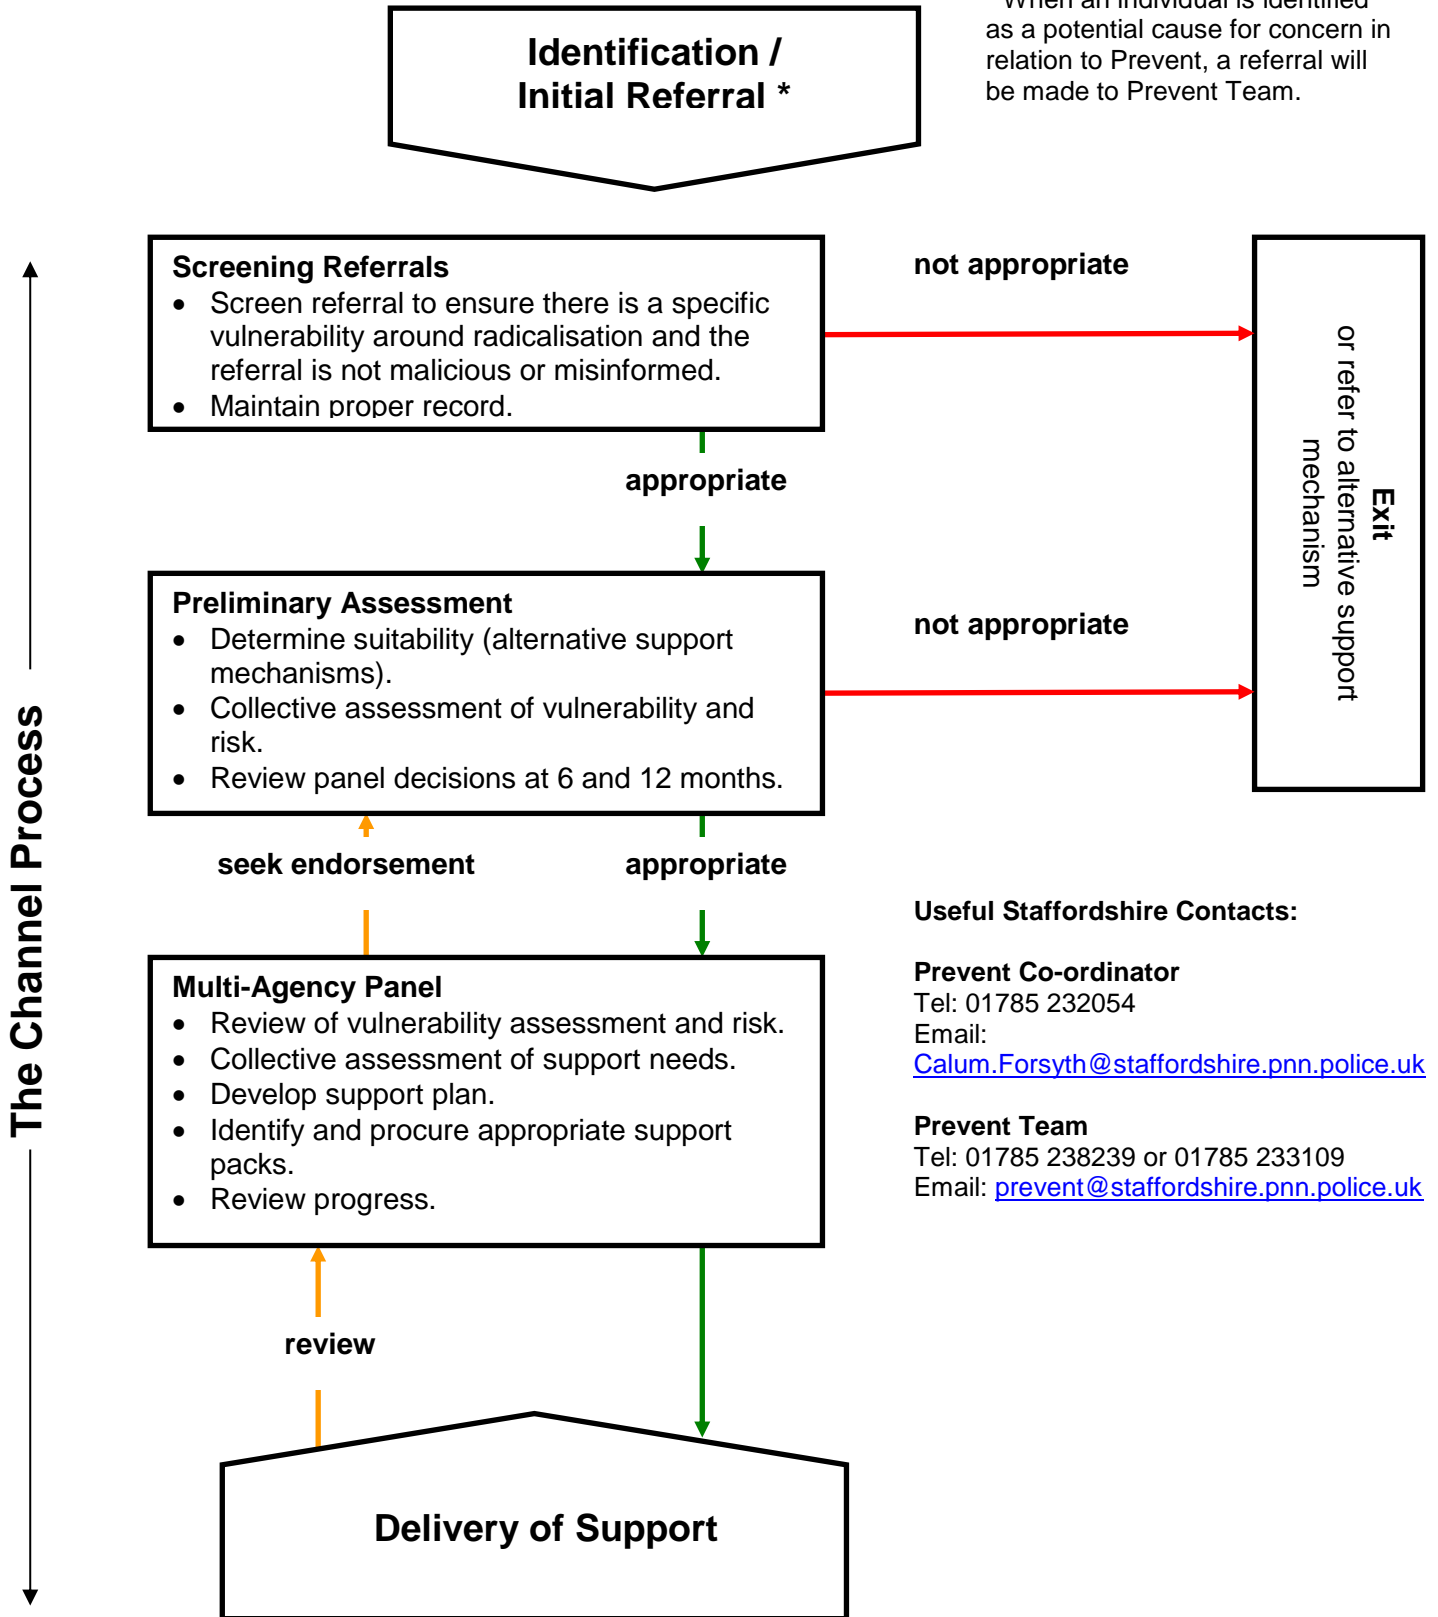 When an individual is identified
as a potential cause for concern in
relation to Prevent, a referral will
be made to Prevent Team.
Identification /
Initial Referral *
The Channel Process
Screening Referrals
• Screen referral to ensure there is a specific
vulnerability around radicalisation and the
referral is not malicious or misinformed.
• Maintain proper record.
not appropriate
Exit
or refer to alternative support
mechanism
appropriate
Preliminary Assessment
• Determine suitability (alternative support
mechanisms).
• Collective assessment of vulnerability and
risk.
• Review panel decisions at 6 and 12 months.
not appropriate
seek endorsement
appropriate
Multi-Agency Panel
• Review of vulnerability assessment and risk.
• Collective assessment of support needs.
• Develop support plan.
• Identify and procure appropriate support
packs.
• Review progress.
Useful Staffordshire Contacts:
Prevent Co-ordinator
Tel: 01785 232054
Email:
Calum.Forsyth@staffordshire.pnn.police.uk
Prevent Team
Tel: 01785 238239 or 01785 233109
Email: prevent@staffordshire.pnn.police.uk
review
Delivery of Support